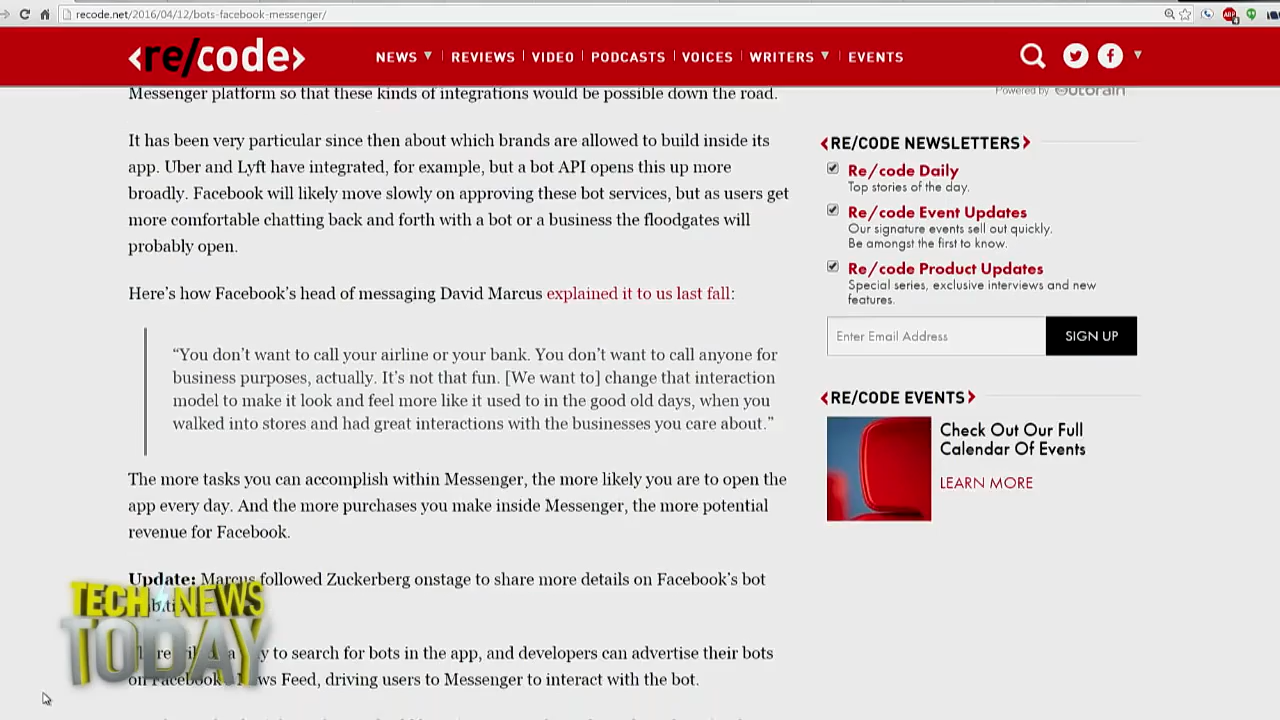 recode.net/2016/04/12/bots-facebook-messenger/
<re/code>
NEWS ▼ REVIEWS VIDEO PODCASTS VOICES WRITERS ▼ EVENTS
Messenger platform so that these kinds of integrations would be possible down the road.
It has been very particular since then about which brands are allowed to build inside its
app. Uber and Lyft have integrated, for example, but a bot API opens this up more
broadly. Facebook will likely move slowly on approving these bot services, but as users get
more comfortable chatting back and forth with a bot or a business the floodgates will
probably open.
Here’s how Facebook’s head of messaging David Marcus explained it to us last fall:
“You don’t want to call your airline or your bank. You don’t want to call anyone for
business purposes, actually. It’s not that fun. [We want to] change that interaction
model to make it look and feel more like it used to in the good old days, when you
walked into stores and had great interactions with the businesses you care about.”
The more tasks you can accomplish within Messenger, the more likely you are to open the
app every day. And the more purchases you make inside Messenger, the more potential
revenue for Facebook.
Update: Marcus followed Zuckerberg onstage to share more details on Facebook’s bot
to search for bots in the app, and developers can advertise their bots
on Facebook News Feed, driving users to Messenger to interact with the bot.
TECH NEWS
TODAY
Powered by Outbrain
<RE/CODE NEWSLETTERS>
Re/code Daily
Top stories of the day.
Re/code Event Updates
Our signature events sell out quickly.
Be amongst the first to know.
Re/code Product Updates
Special series, exclusive interviews and new
features.
Enter Email Address
SIGN UP
<RE/CODE EVENTS>
Check Out Our Full
Calendar Of Events
LEARN MORE